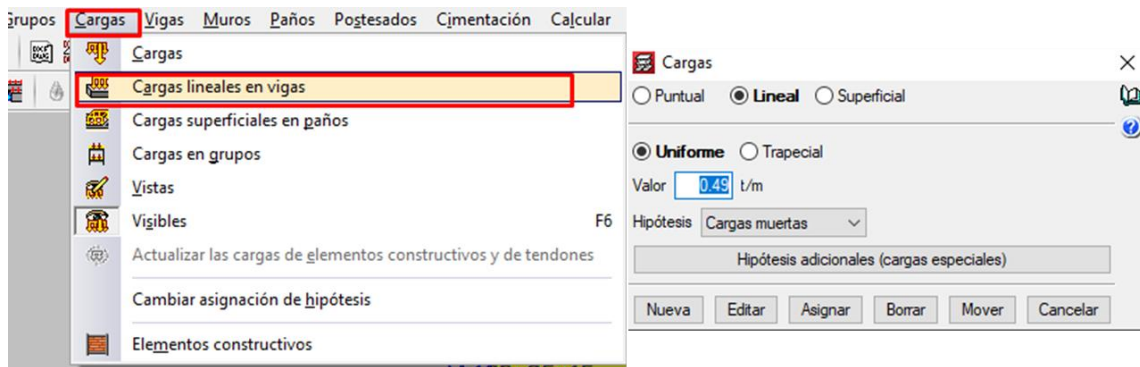 Grupos Cargas Vigas Muros Paños Postesados Cimentación Calcular
Cargas
Cargas lineales en vigas
Cargas superficiales en paños
Cargas en grupos
Vistas
Visibles F6
Actualizar las cargas de elementos constructivos y de tendones
Cambiar asignación de hipótesis
Elementos constructivos
Cargas
Puntual Lineal Superficial
Uniforme Trapecial
Valor 0.49 t/m
Hipótesis Cargas muertas
Hipótesis adicionales (cargas especiales)
Nueva Editar Asignar Borrar Mover Cancelar